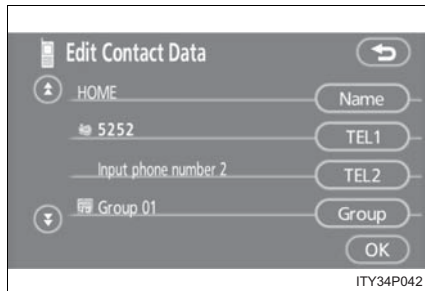 Edit Contact Data
HOME
Name
5252
TEL1
Input phone number 2
TEL2
Group 01
Group
OK
ITY34P042